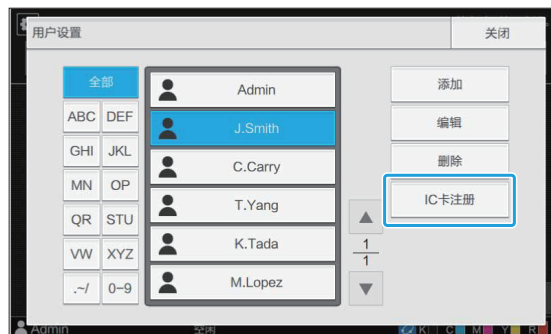 用户设置
关闭
全部
ABC DEF
GHI JKL
MN OP
QR STU
VW XYZ
.~/ 0-9
Admin
J.Smith
C.Carry
T.Yang
K.Tada
M.Lopez
1
1
添加
编辑
删除
IC卡注册
Admin
空闲
K C M Y R